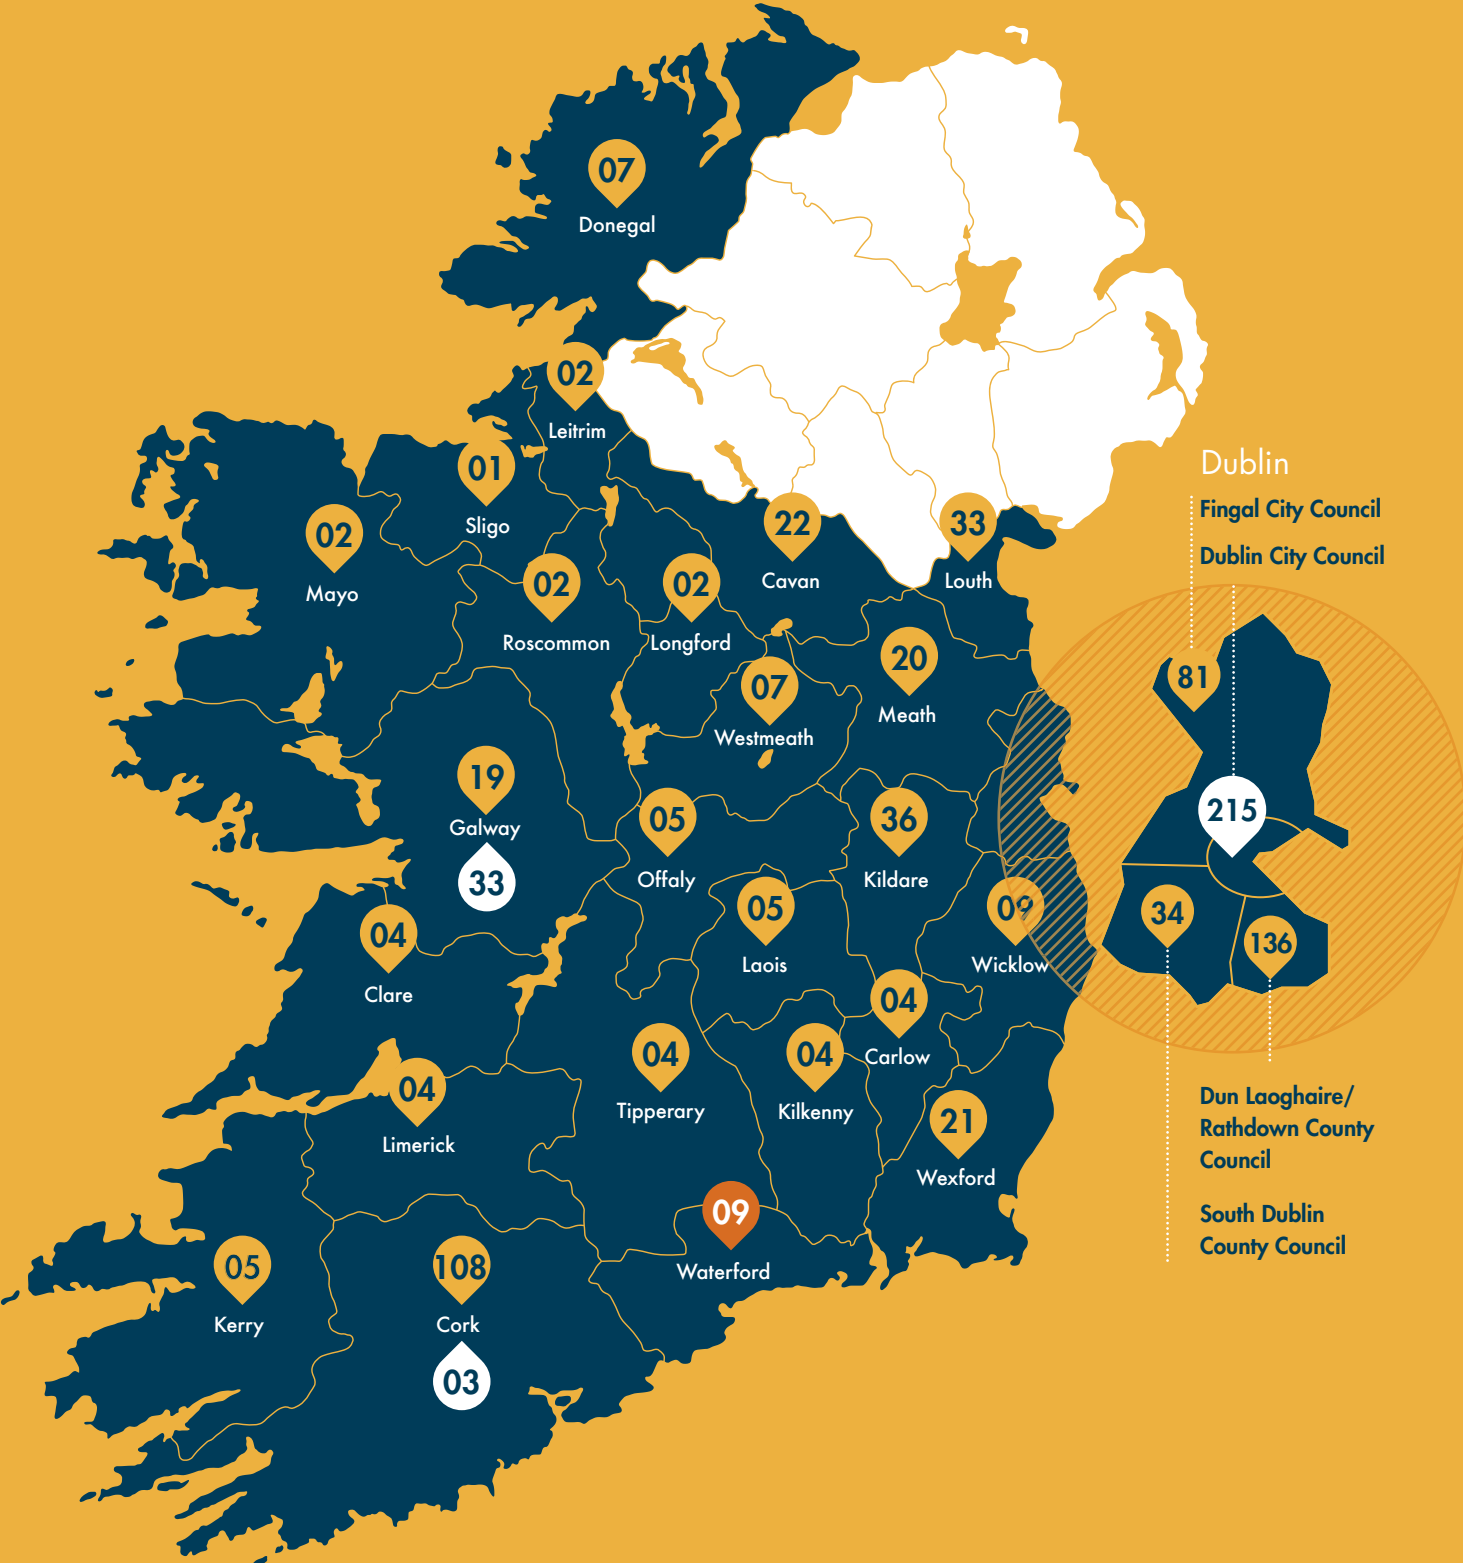 07
Donegal
02
Leitrim
01
Sligo
02
Mayo
22
Cavan
33
Louth
02
Roscommon
02
Longford
20
Meath
07
Westmeath
19
Galway
33
05
Offaly
36
Kildare
05
Laois
09
Wicklow
04
Clare
04
Carlow
04
Limerick
04
Tipperary
04
Kilkenny
21
Wexford
09
Waterford
05
Kerry
108
Cork
03
Dublin
Fingal City Council
Dublin City Council
81
215
34
136
Dun Laoghaire/
Rathdown County
Council
South Dublin
County Council